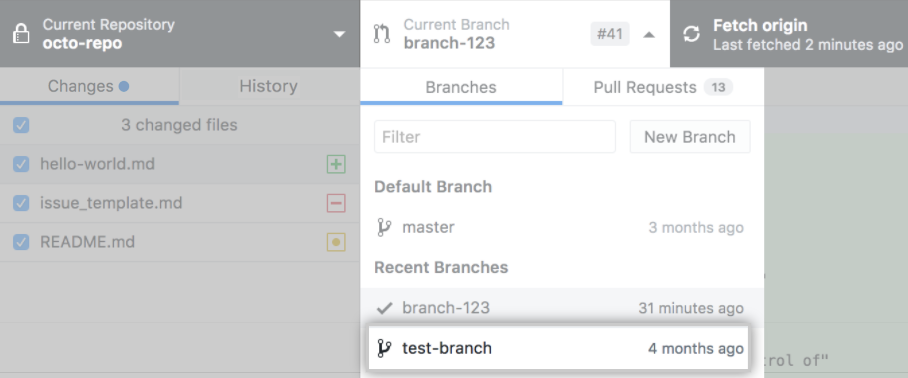 Current Repository
octo-repo
Current Branch
branch-123
#41
Fetch origin
Last fetched 2 minutes ago
Changes
History
Branches
Pull Requests 13
3 changed files
Filter
New Branch
hello-world.md
Default Branch
issue_template.md
master 3 months ago
README.md
Recent Branches
branch-123 31 minutes ago
test-branch 4 months ago
trol of"